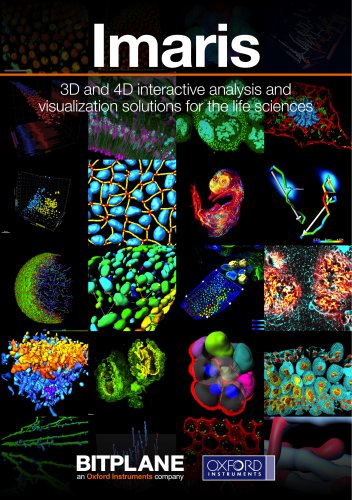 Imaris
3D and 4D interactive analysis and
visualization solutions for the life sciences
BITPLANE
an Oxford Instruments company
OXFORD
INSTRUMENTS